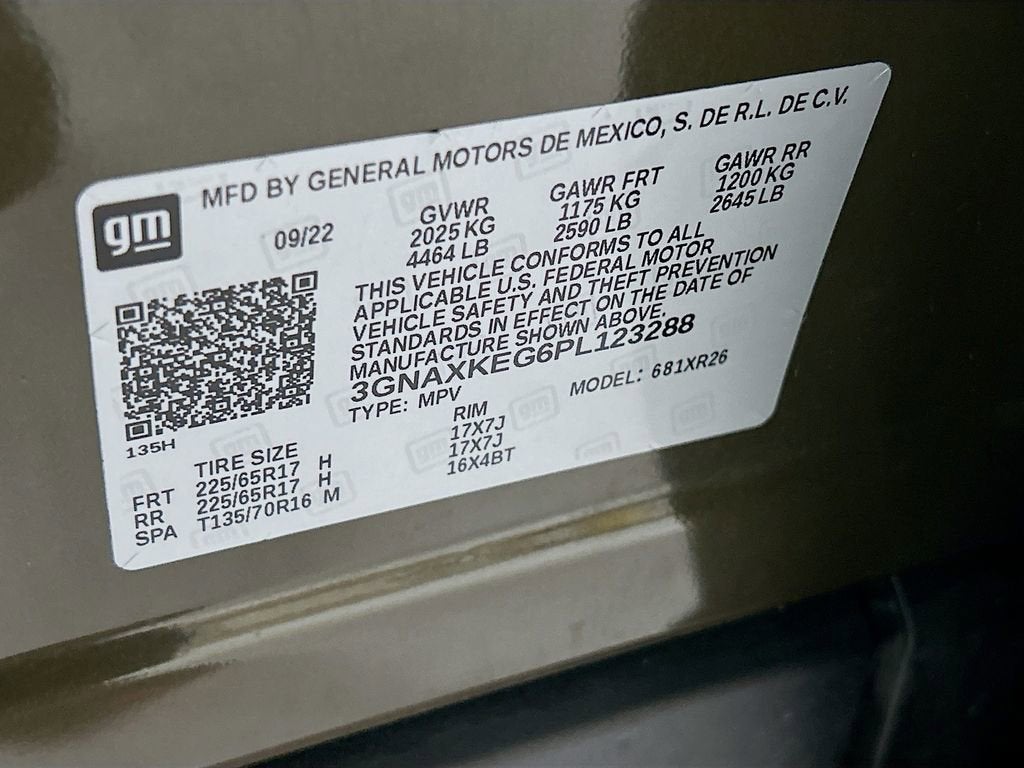 MFD BY GENERAL MOTORS DE MEXICO, S. DE R.L. DE C.V.
gm
09/22
GVWR
2025 KG
4464 LB
GAWR FRT
1175 KG
2590 LB
GAWR RR
1200 KG
2645 LB
THIS VEHICLE CONFORMS TO ALL
APPLICABLE U.S. FEDERAL MOTOR
VEHICLE SAFETY AND THEFT PREVENTION
STANDARDS IN EFFECT ON THE DATE OF
MANUFACTURE SHOWN ABOVE.
3GNAXKEG6PL123288
TYPE: MPV
MODEL: 681XR26
135H
TIRE SIZE RIM
FRT 225/65R17 H 17X7J
RR 225/65R17 H 17X7J
SPA T135/70R16 M 16X4BT